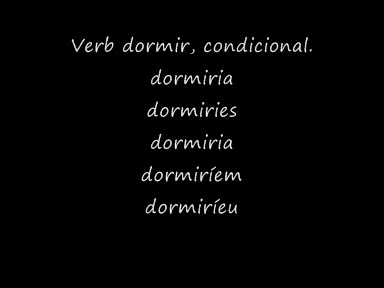 Verb dormir, condicional.
dormiria
dormiries
dormiria
dormiríem
dormiríeu